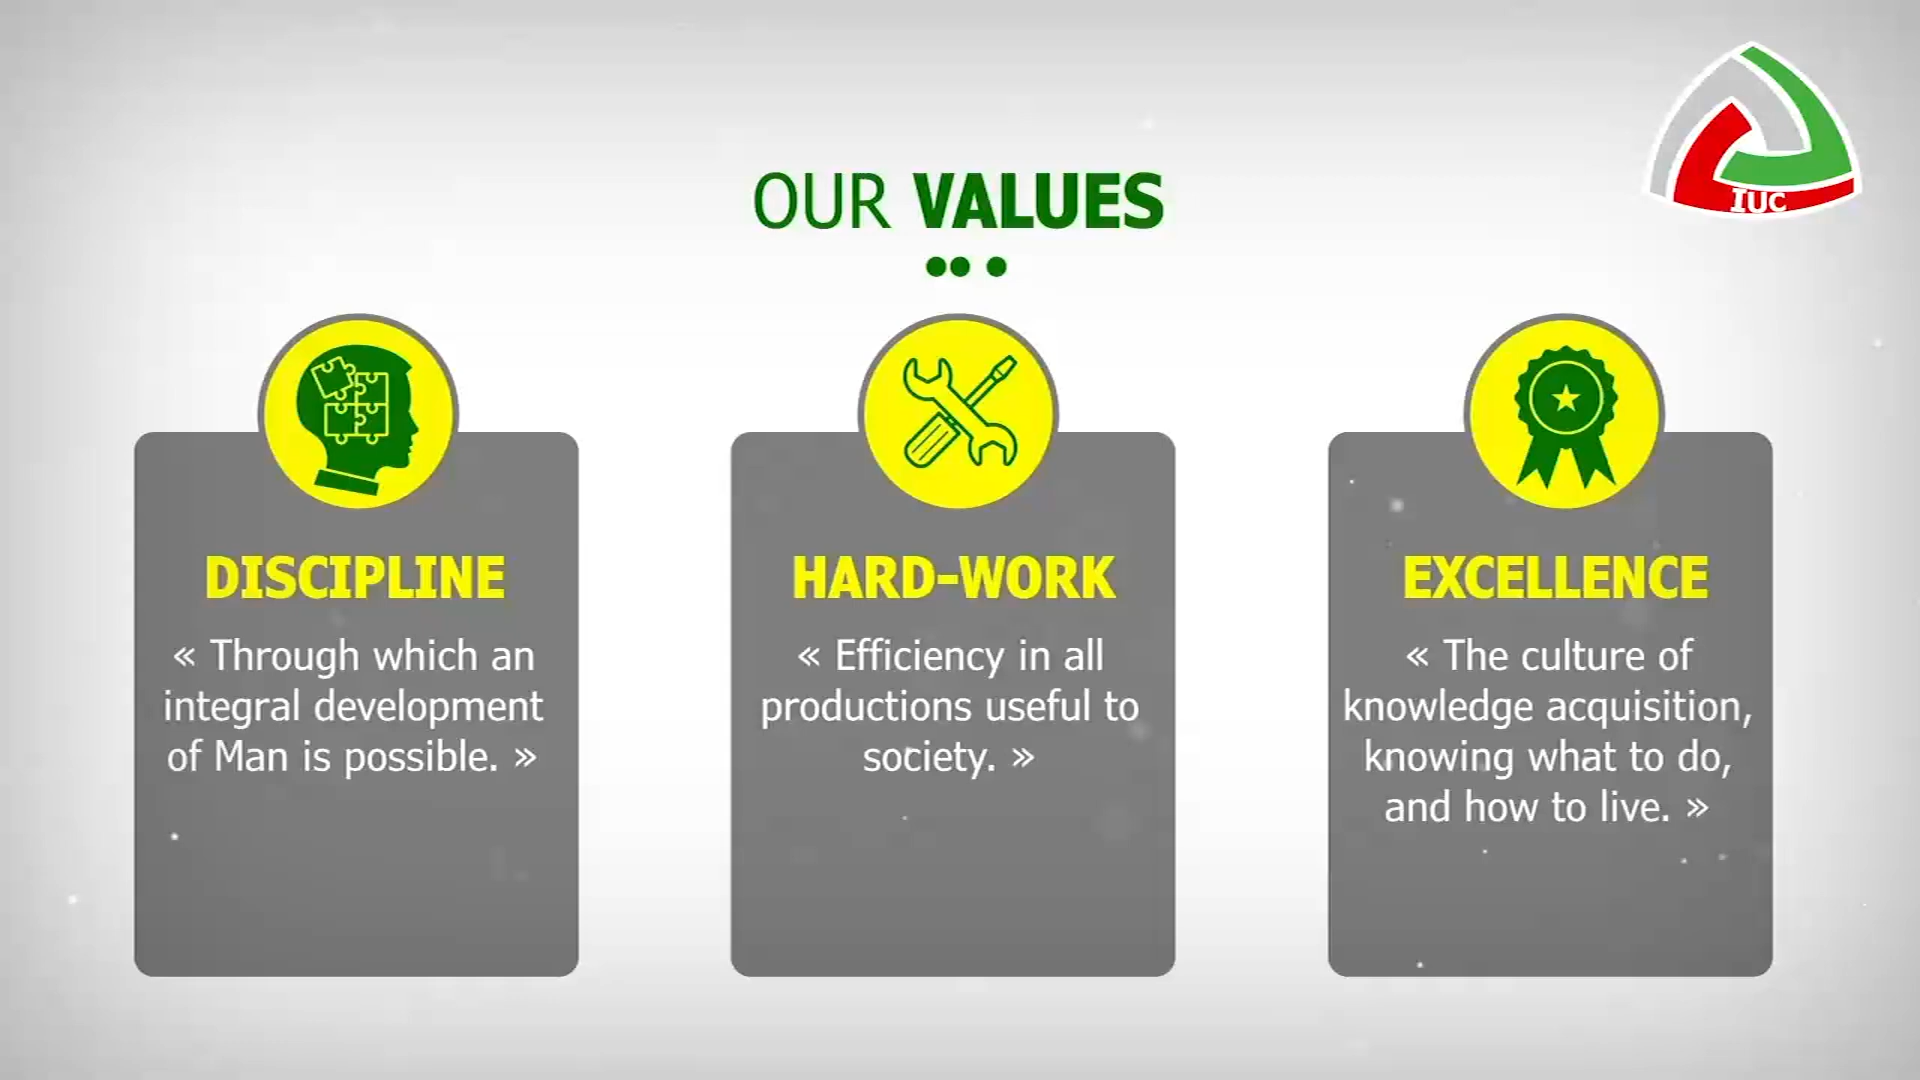 IUC
OUR VALUES
DISCIPLINE
« Through which an
integral development
of Man is possible. »
HARD-WORK
« Efficiency in all
productions useful to
society. »
EXCELLENCE
« The culture of
knowledge acquisition,
knowing what to do,
and how to live. »